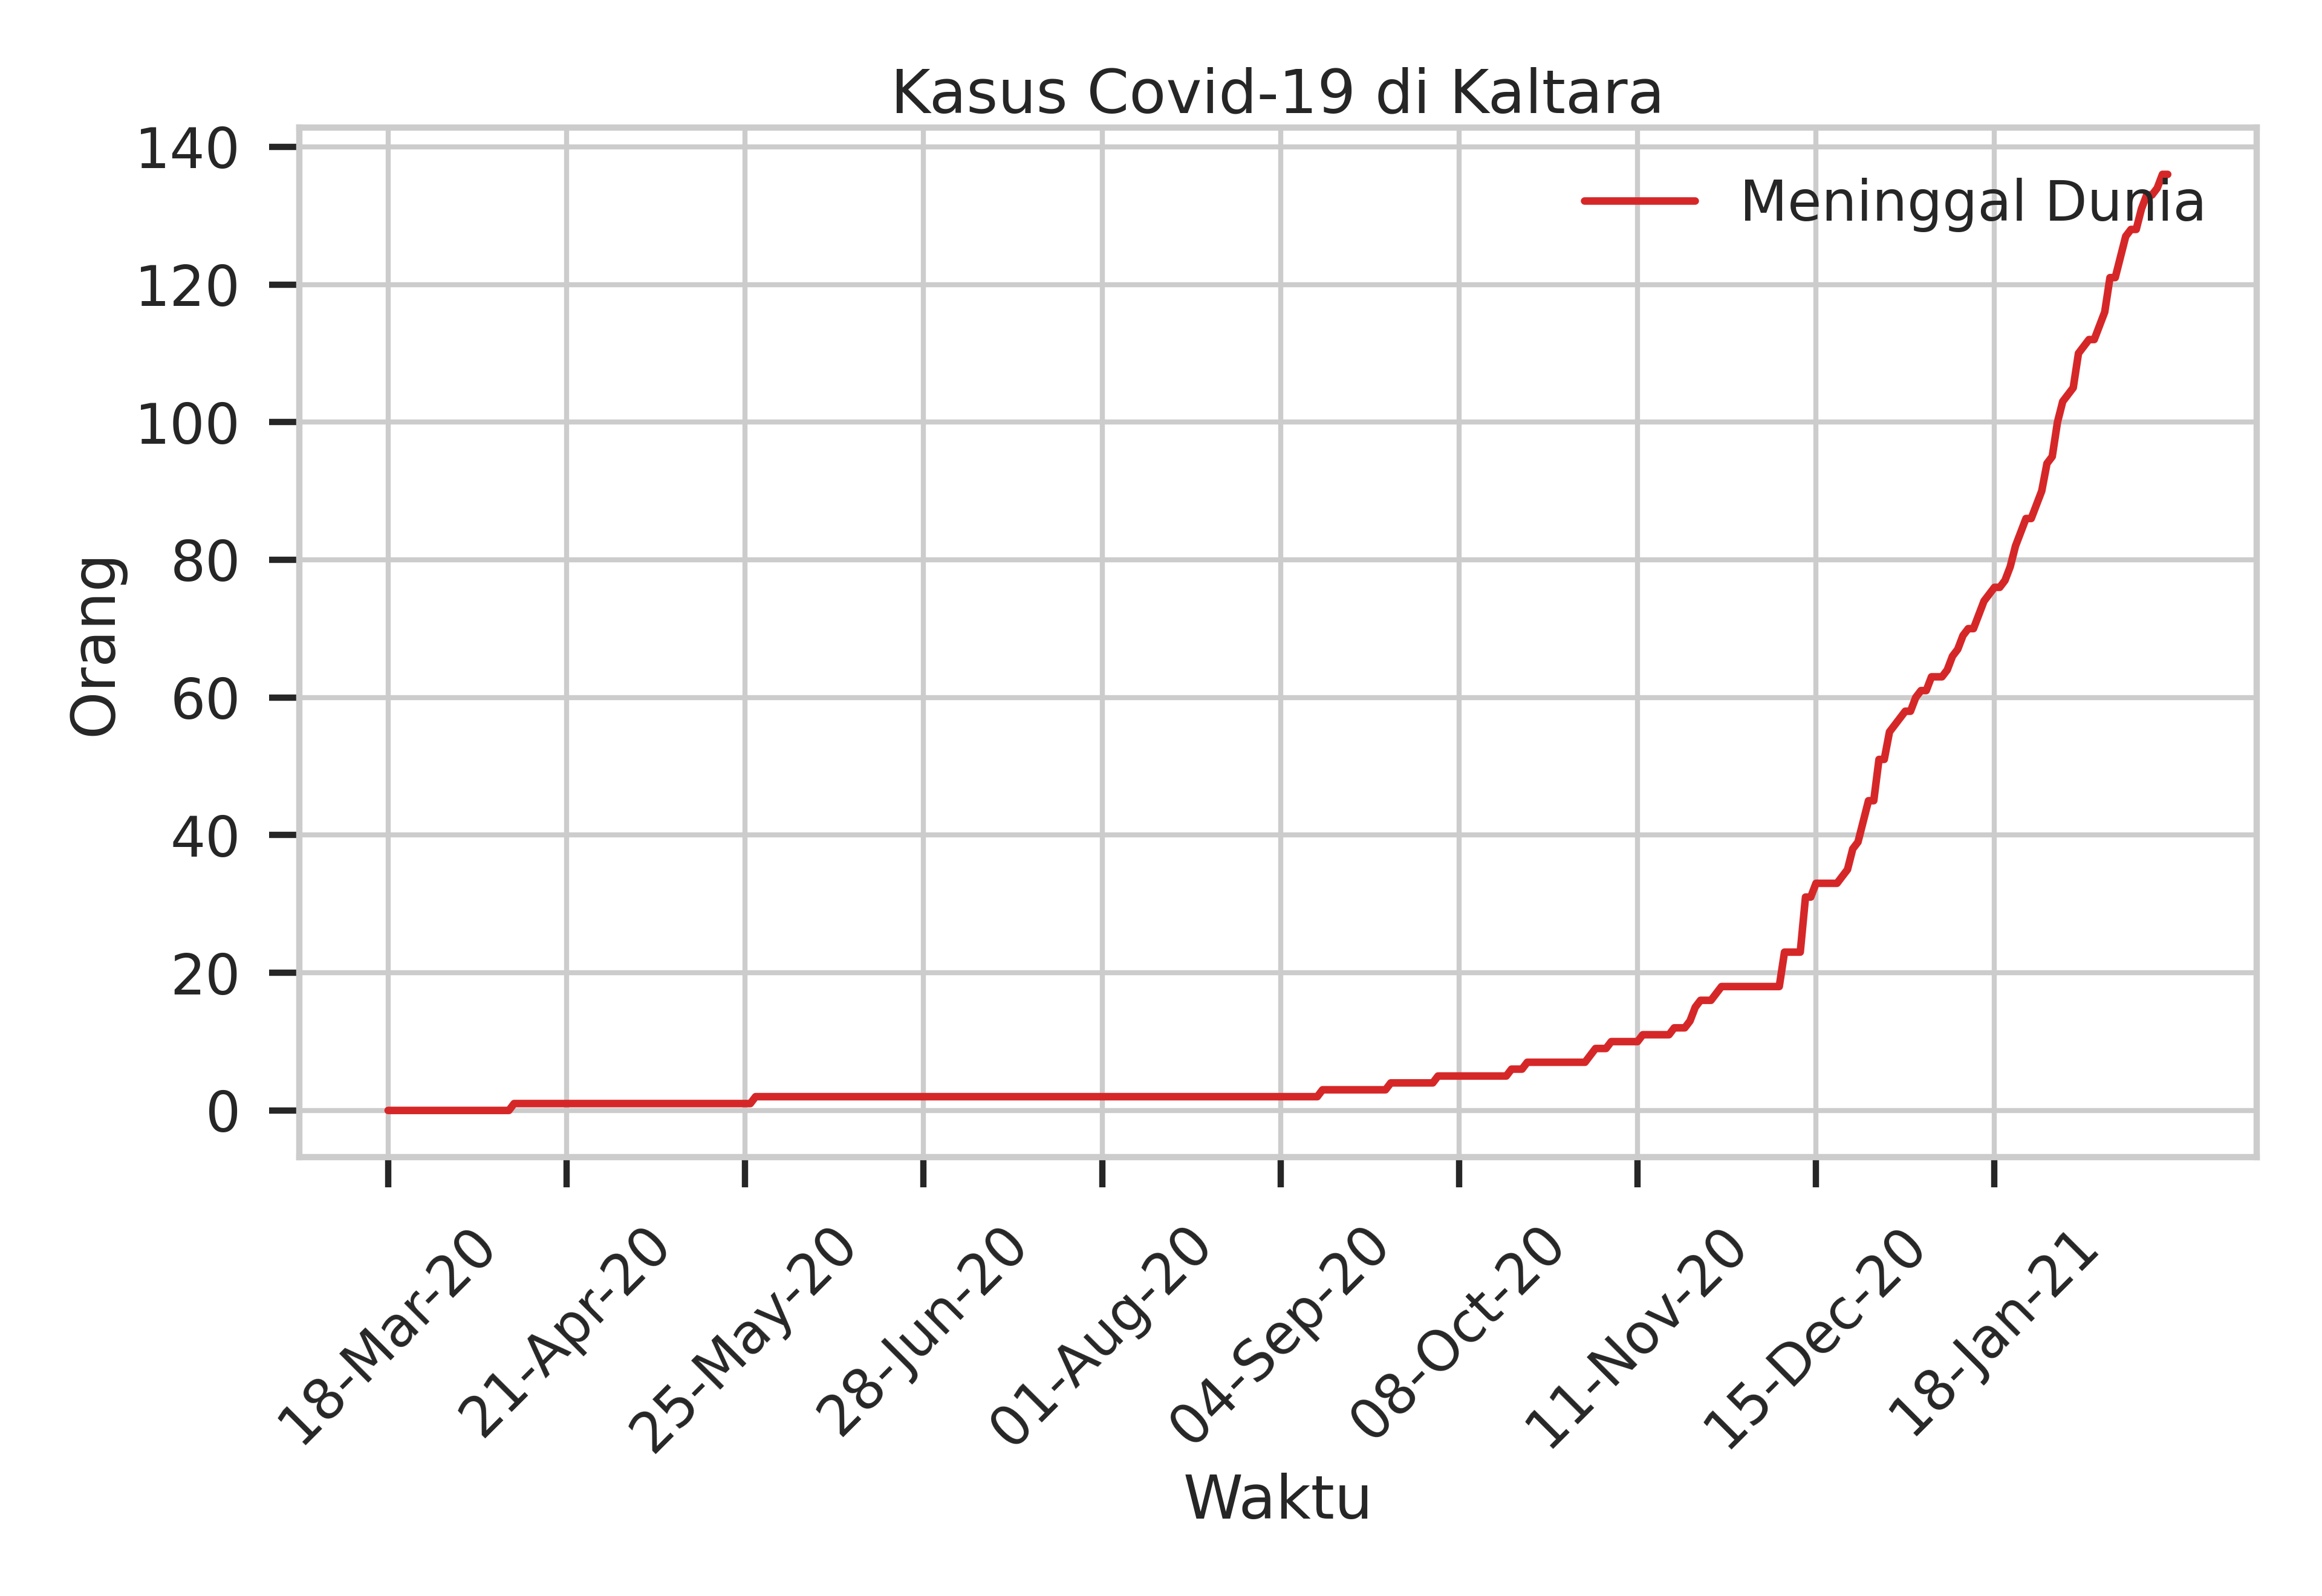 Kasus Covid-19 di Kaltara
Meninggal Dunia
Orang
140
120
100
80
60
40
20
0
18-Mar-20
21-Apr-20
25-May-20
28-Jun-20
01-Aug-20
04-Sep-20
08-Oct-20
11-Nov-20
15-Dec-20
18-Jan-21
Waktu